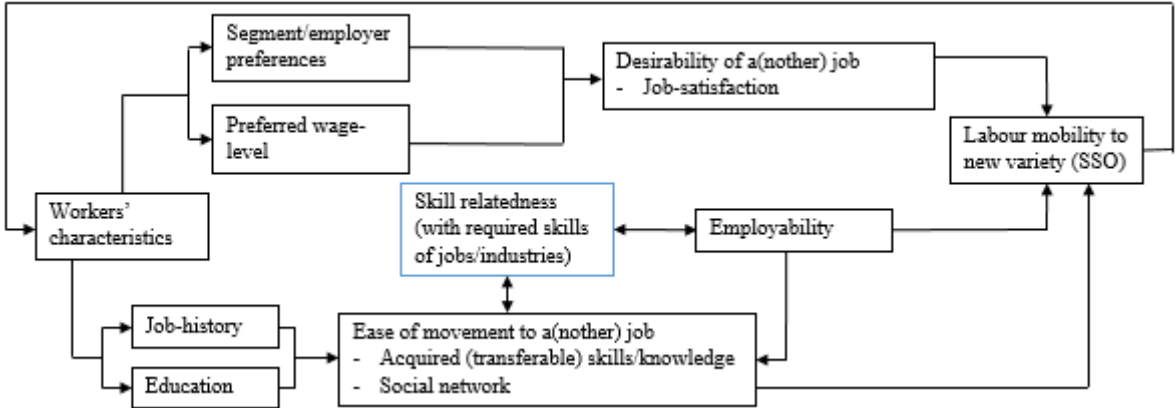 Segment/employer
preferences
Preferred wage-
level
Desirability of a(nother) job
- Job-satisfaction
Labour mobility to
new variety (SSO)
Workers’
characteristics
Skill relatedness
(with required skills
of jobs/industries)
Employability
Job-history
Education
Ease of movement to a(nother) job
- Acquired (transferable) skills/knowledge
- Social network